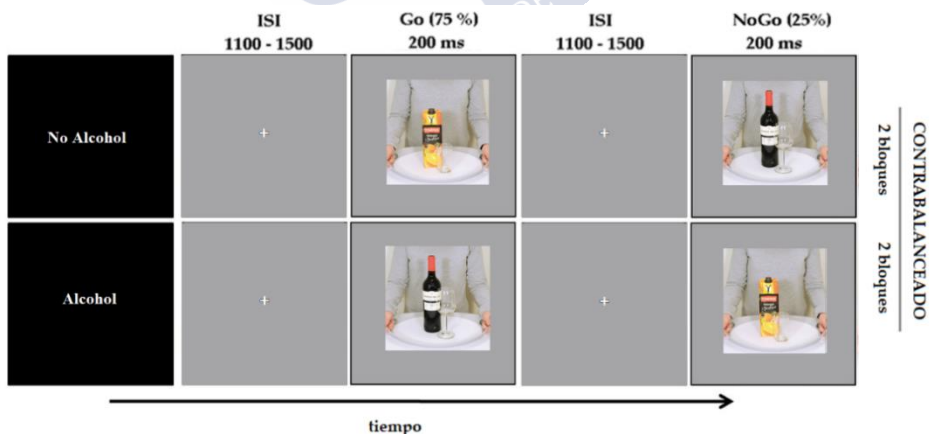 ISI
1100 - 1500
Go (75 %)
200 ms
ISI
1100 - 1500
NoGo (25%)
200 ms
No Alcohol
2 bloques
Alcohol
2 bloques
CONTRABALANCEADO
tiempo